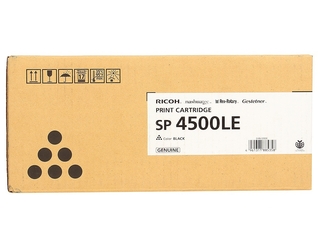 RICOH nashuatec Rex-Rotary Gestetner
PRINT CARTRIDGE
SP 4500LE
BLACK
GENUINE